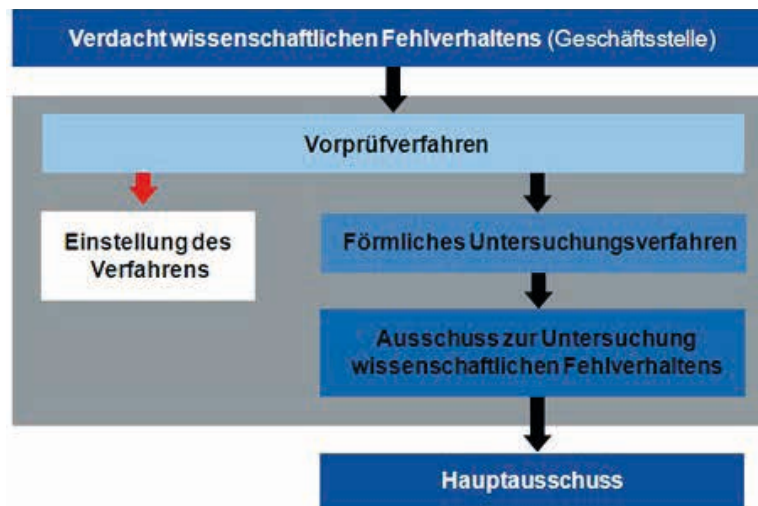 Verdacht wissenschaftlichen Fehlverhaltens (Geschäftsstelle)
Vorprüfverfahren
Einstellung des
Verfahrens
Förmliches Untersuchungsverfahren
Ausschuss zur Untersuchung
wissenschaftlichen Fehlverhaltens
Hauptausschuss